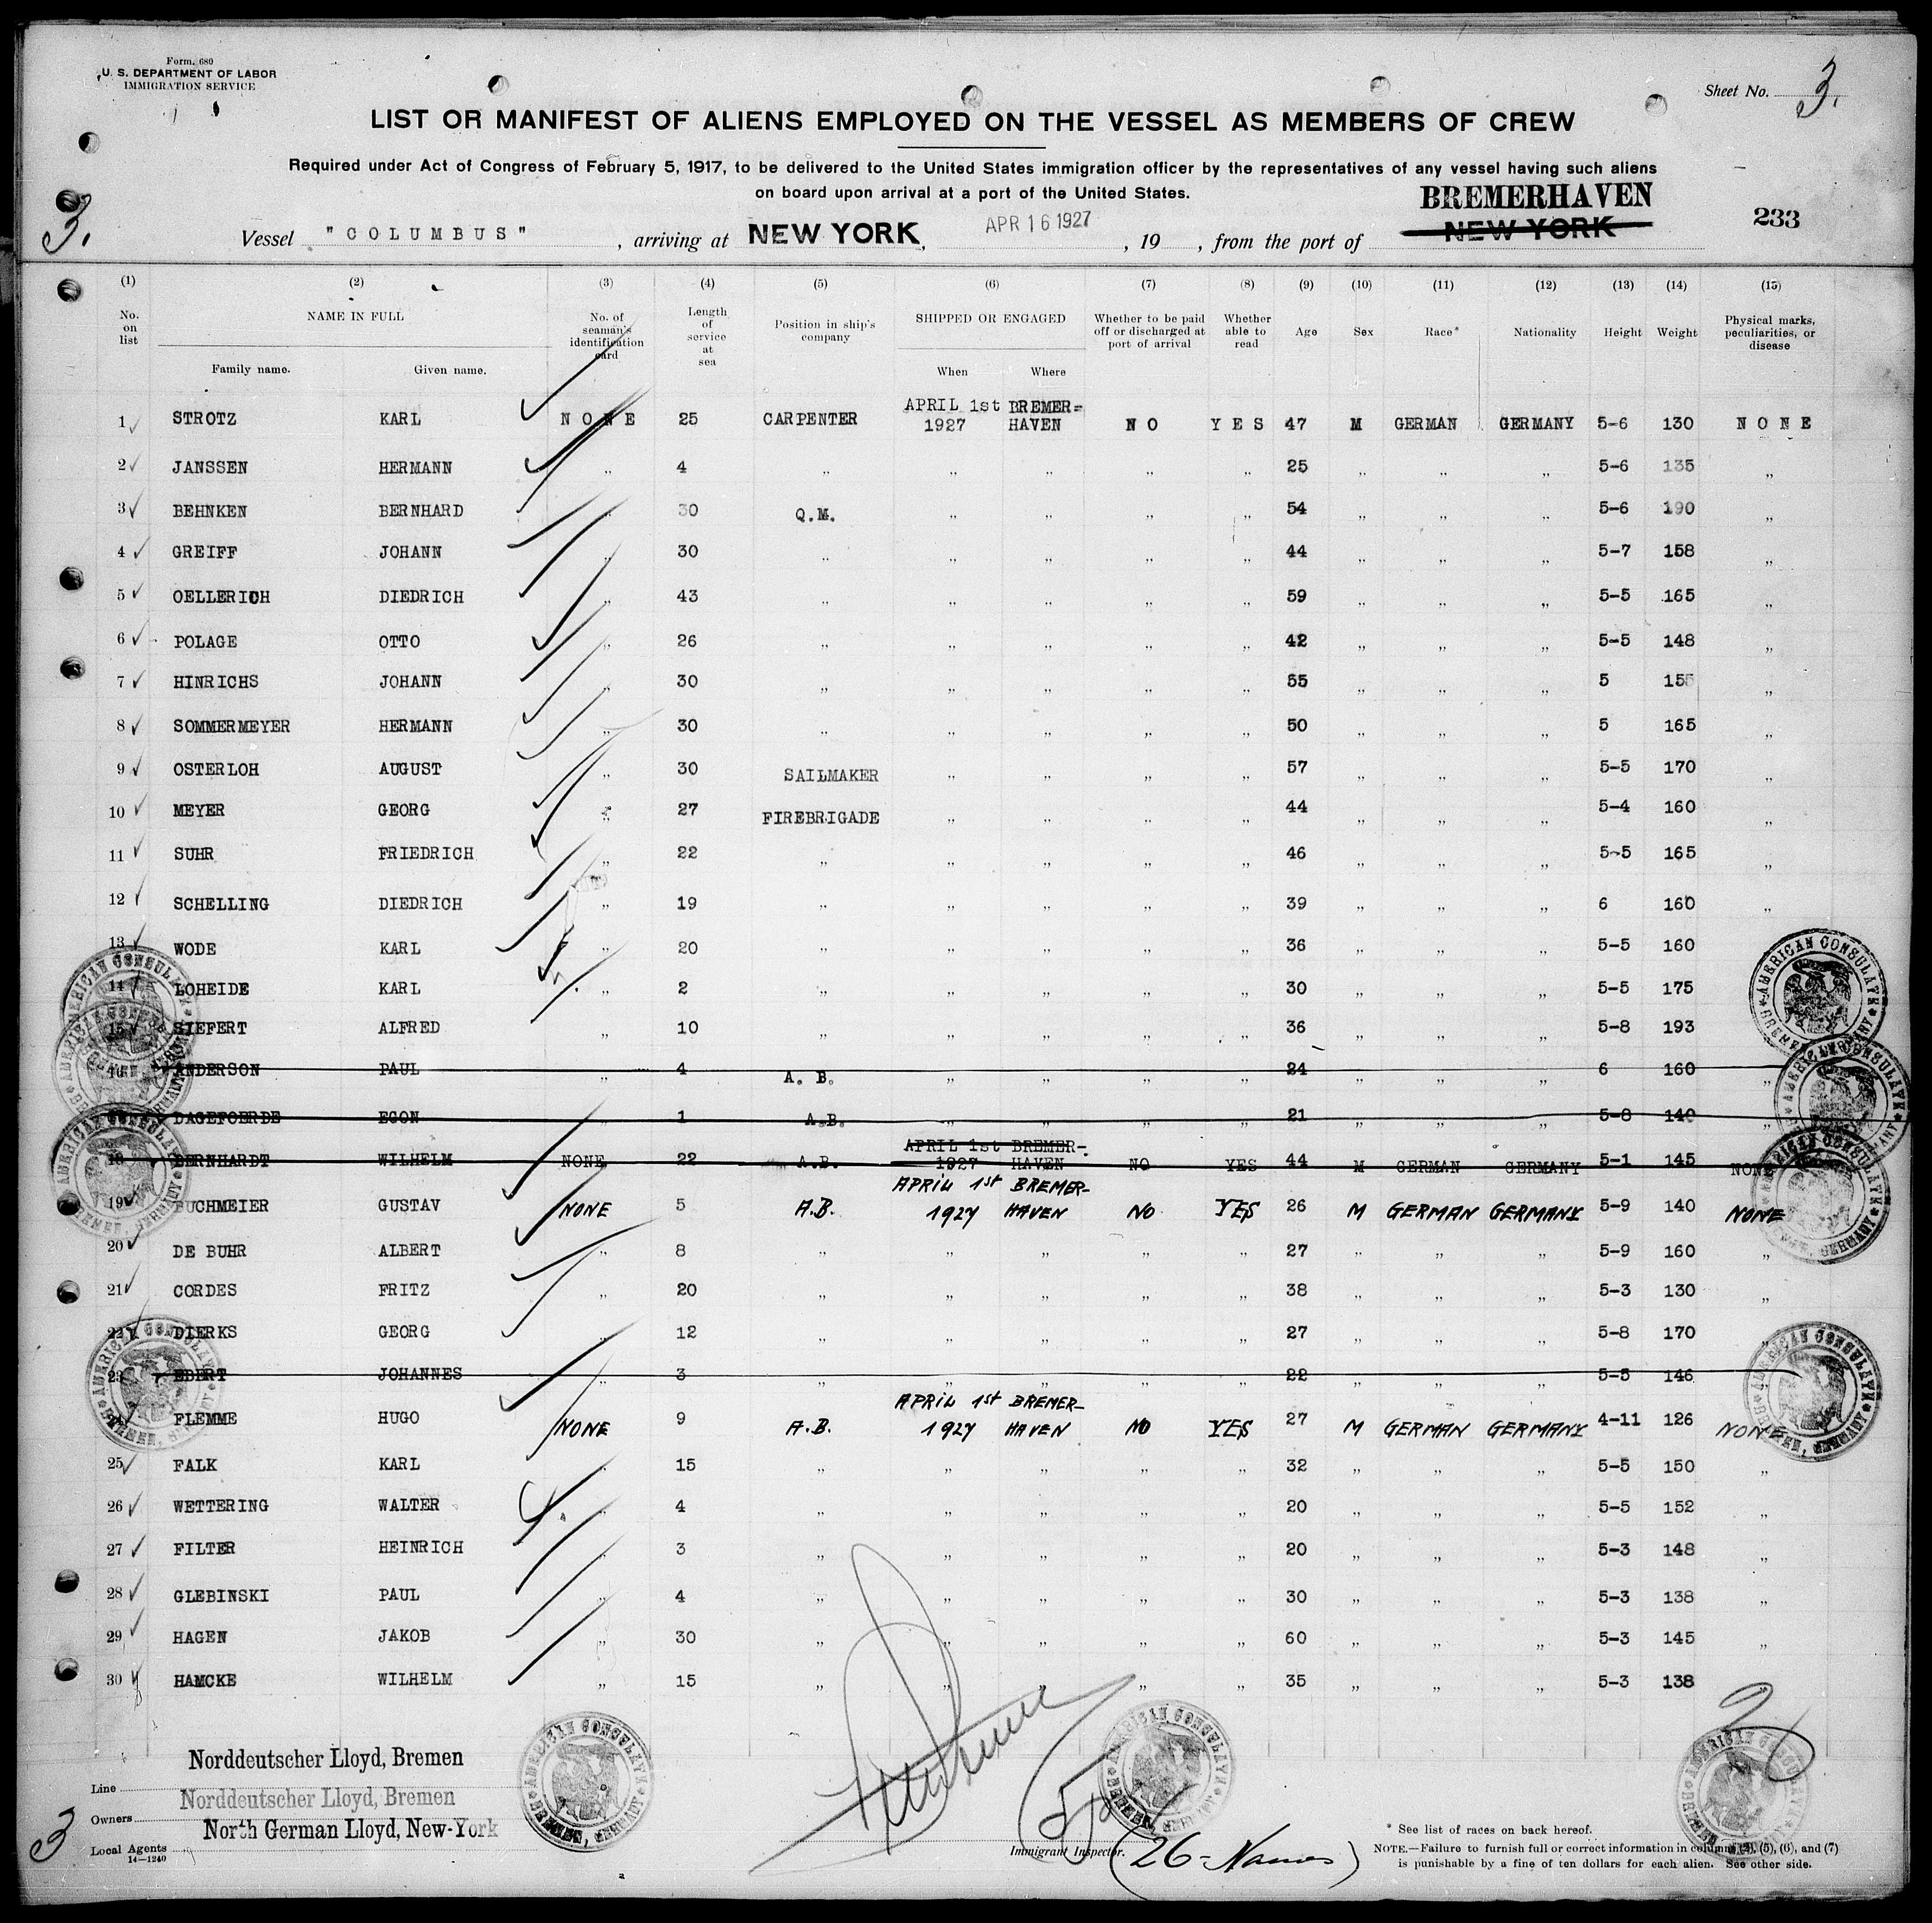 Form. 680
U. S. DEPARTMENT OF LABOR
IMMIGRATION SERVICE
Sheet No. 3.
LIST OR MANIFEST OF ALIENS EMPLOYED ON THE VESSEL AS MEMBERS OF CREW
Required under Act of Congress of February 5, 1917, to be delivered to the United States immigration officer by the representatives of any vessel having such aliens
on board upon arrival at a port of the United States.
BREMERHAVEN
3.
Vessel "COLUMBUS", arriving at NEW YORK, APR 16 1927, 19 , from the port of NEW YORK
233
(1) (2) (3) (4) (5) (6) (7) (8) (9) (10) (11) (12) (13) (14) (15)
No. on list NAME IN FULL Family name. Given name. No. of seaman's identification card Length of service at sea Position in ship's company SHIPPED OR ENGAGED When Where Whether to be paid off or discharged at port of arrival Whether able to read Age Sex Race* Nationality Height Weight Physical marks, peculiarities, or disease
1 STROTZ KARL NONE 25 CARPENTER APRIL 1st 1927 BREMER=HAVEN NO YES 47 M GERMAN GERMANY 5-6 130 NONE
2 JANSSEN HERMANN „ 4 „ „ „ „ „ 25 „ „ „ 5-6 135 „
3 BEHNKEN BERNHARD „ 30 Q.M. „ „ „ „ 54 „ „ „ 5-6 190 „
4 GREIFF JOHANN „ 30 „ „ „ „ „ 44 „ „ „ 5-7 158 „
5 OELLERICH DIEDRICH „ 43 „ „ „ „ „ 59 „ „ „ 5-5 165 „
6 POLAGE OTTO „ 26 „ „ „ „ „ 42 „ „ „ 5-5 148 „
7 HINRICHS JOHANN „ 30 „ „ „ „ „ 55 „ „ „ 5 155 „
8 SOMMERMEYER HERMANN „ 30 „ „ „ „ „ 50 „ „ „ 5 165 „
9 OSTERLOH AUGUST „ 30 SAILMAKER „ „ „ „ 57 „ „ „ 5-5 170 „
10 MEYER GEORG „ 27 FIREBRIGADE „ „ „ „ 44 „ „ „ 5-4 160 „
11 SUHR FRIEDRICH „ 22 „ „ „ „ „ 46 „ „ „ 5-5 165 „
12 SCHELLING DIEDRICH „ 19 „ „ „ „ „ 39 „ „ „ 6 160 „
13 WODE KARL „ 20 „ „ „ „ „ 36 „ „ „ 5-5 160
14 LOHEIDE KARL „ 2 „ „ „ „ „ 30 „ „ „ 5-5 175
15 SIEFERT ALFRED „ 10 „ „ „ „ „ 36 „ „ „ 5-8 193
16 ANDERSON PAUL „ 4 A. B. „ „ „ „ 24 „ „ „ 6 160 „
DAGEFOERDE EGON „ 1 A.B. „ „ „ „ 21 „ „ „ 5-8 140 „
18 BERNHARDT WILHELM NONE 22 A.B. APRIL 1st 1927 BREMER-HAVEN NO YES 44 M GERMAN GERMANY 5-1 145 NONE
19 BUCHMEIER GUSTAV NONE 5 A.B. APRIL 1st 1927 BREMER-HAVEN NO YES 26 M GERMAN GERMANY 5-9 140 NONE
20 DE BUHR ALBERT „ 8 „ „ „ „ „ 27 „ „ „ 5-9 160 „
21 CORDES FRITZ „ 20 „ „ „ „ „ 38 „ „ „ 5-3 130 „
22 DIERKS GEORG „ 12 „ „ „ „ „ 27 „ „ „ 5-8 170 „
23 EBERT JOHANNES „ 3 „ „ „ „ „ 22 „ „ „ 5-5 146
FLEMME HUGO NONE 9 A.B. APRIL 1st 1927 BREMER-HAVEN NO YES 27 M GERMAN GERMANY 4-11 126 NONE
25 FALK KARL „ 15 „ „ „ „ „ 32 „ „ „ 5-5 150 „
26 WETTERING WALTER „ 4 „ „ „ „ „ 20 „ „ „ 5-5 152 „
27 FILTER HEINRICH „ 3 „ „ „ „ „ 20 „ „ „ 5-3 148 „
28 GLEBINSKI PAUL „ 4 „ „ „ „ „ 30 „ „ „ 5-3 138 „
29 HAGEN JAKOB „ 30 „ „ „ „ „ 60 „ „ „ 5-3 145 „
30 HAMCKE WILHELM „ 15 „ „ „ „ „ 35 „ „ „ 5-3 138 „
AMERICAN CONSULATE
BREMEN, GERMANY
Line Norddeutscher Lloyd, Bremen
Owners Norddeutscher Lloyd, Bremen
Local Agents North German Lloyd, New-York
14—1240
3
Immigrant Inspector.
(26 - Names)
* See list of races on back hereof.
NOTE.—Failure to furnish full or correct information in columns (2), (5), (6), and (7)
is punishable by a fine of ten dollars for each alien. See other side.